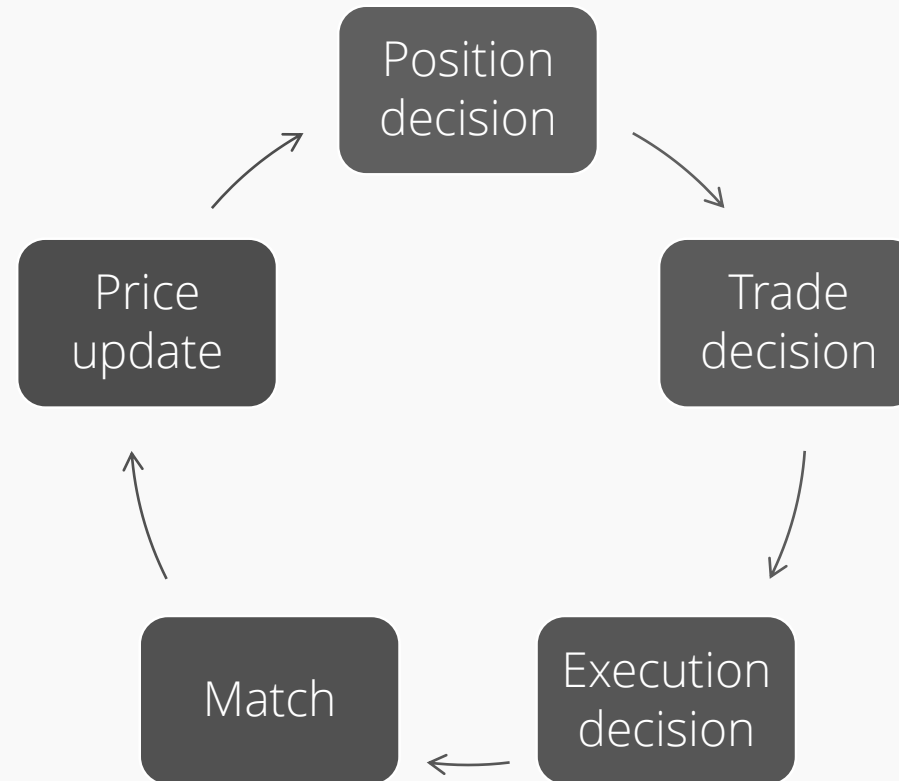 Position
decision
Trade
decision
Execution
decision
Match
Price
update